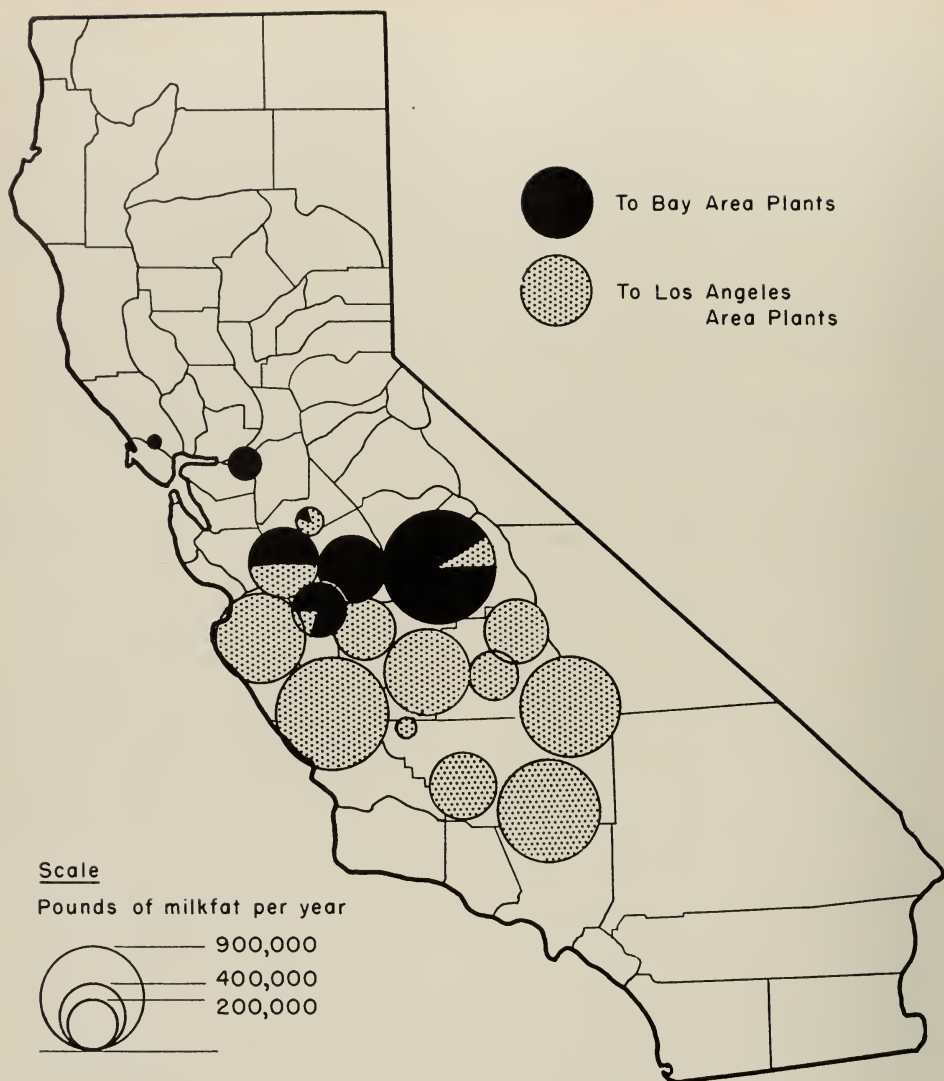 To Bay Area Plants
To Los Angeles
Area Plants
Scale
Pounds of milkfat per year
900,000
400,000
200,000